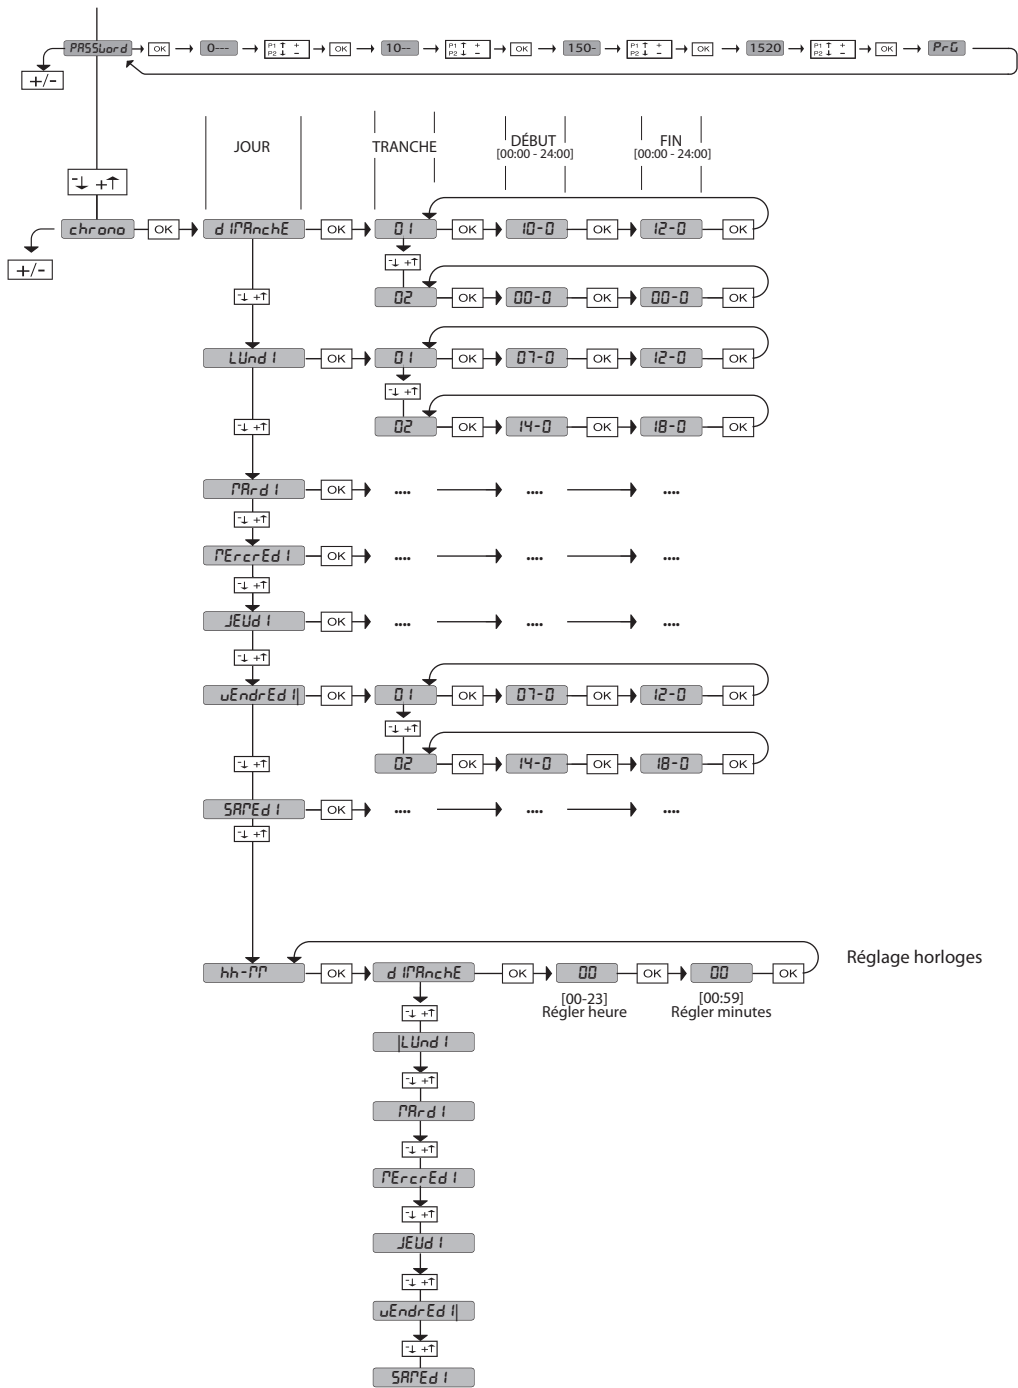 PASSword OK 0--- P1 ↑ + P2 ↓ - OK 10-- P1 ↑ + P2 ↓ - OK 150- P1 ↑ + P2 ↓ - OK 1520 P1 ↑ + P2 ↓ - OK PrG
+/-
JOUR TRANCHE DÉBUT FIN
[00:00 - 24:00] [00:00 - 24:00]
-↓ +↑
chrono OK dIMAnchE OK 01 OK 10-0 OK 12-0 OK
+/- -↓ +↑
-↓ +↑ 02 OK 00-0 OK 00-0 OK
LUndI OK 01 OK 07-0 OK 12-0 OK
-↓ +↑
-↓ +↑ 02 OK 14-0 OK 18-0 OK
MArdI OK .... .... ....
-↓ +↑
MErcrEdI OK .... .... ....
-↓ +↑
JEUdI OK .... .... ....
-↓ +↑
vEndrEdI| OK 01 OK 07-0 OK 12-0 OK
-↓ +↑
-↓ +↑ 02 OK 14-0 OK 18-0 OK
SAMEdI OK .... .... ....
-↓ +↑
Réglage horloges
hh-MM OK dIMAnchE OK 00 OK 00 OK
[00-23] [00:59]
Régler heure Régler minutes
-↓ +↑
|LUndI
-↓ +↑
MArdI
-↓ +↑
MErcrEdI
-↓ +↑
JEUdI
-↓ +↑
vEndrEdI|
-↓ +↑
SAMEdI